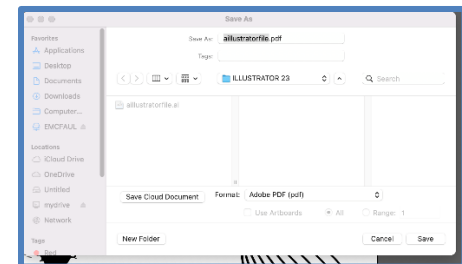 Save As
Favorites
Applications
Desktop
Documents
Downloads
Computer...
EMCFAUL
Locations
iCloud Drive
OneDrive
Untitled
mydrive
Network
Tags
Red
Save As: aillustratorfile.pdf
Tags:
ILLUSTRATOR 23
Search
aillustratorfile.ai
Save Cloud Document
Format: Adobe PDF (pdf)
Use Artboards
All
Range: 1
New Folder
Cancel
Save